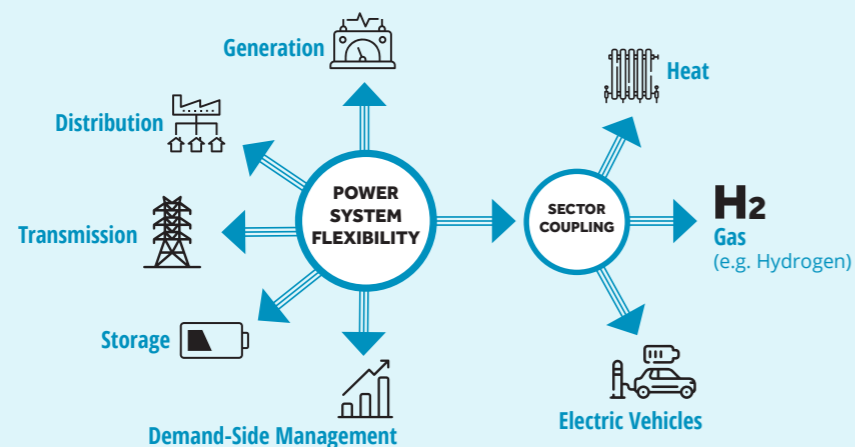 Generation
Distribution
Transmission
Storage
Demand-Side Management
POWER
SYSTEM
FLEXIBILITY
SECTOR
COUPLING
Heat
H2
Gas
(e.g. Hydrogen)
Electric Vehicles